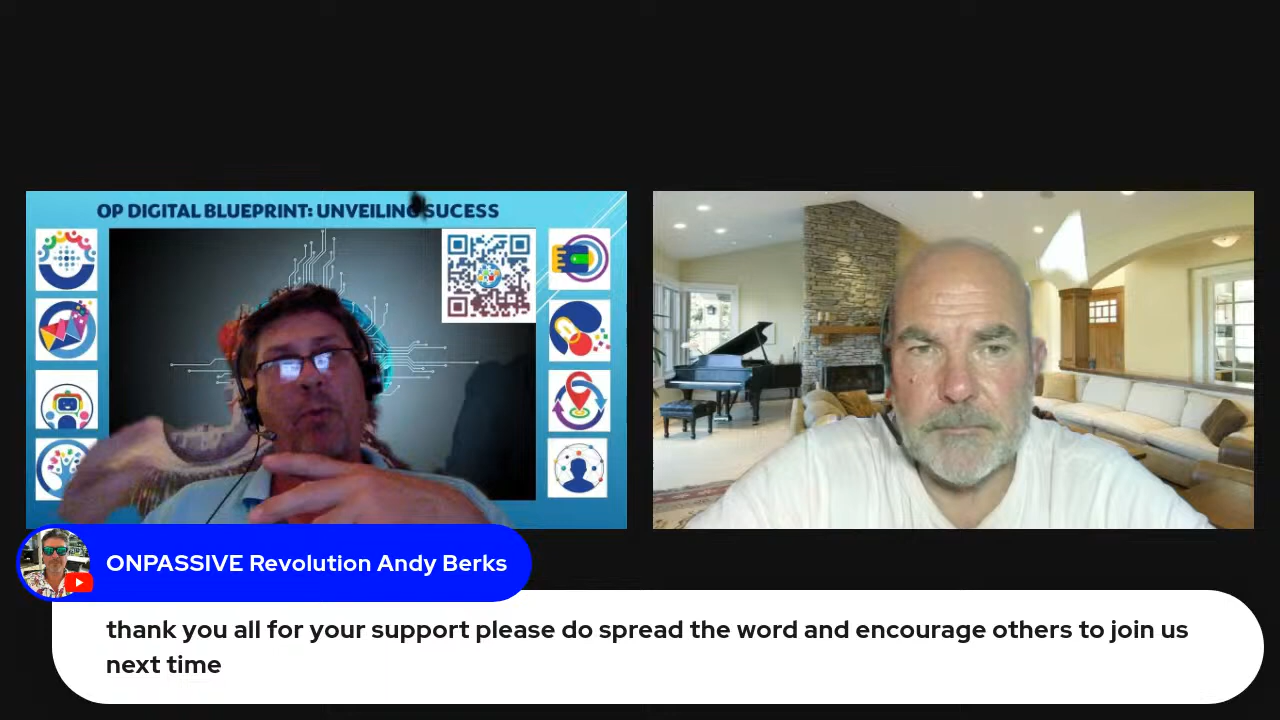 OP DIGITAL BLUEPRINT: UNVEILING SUCESS
ONPASSIVE Revolution Andy Berks
thank you all for your support please do spread the word and encourage others to join us
next time